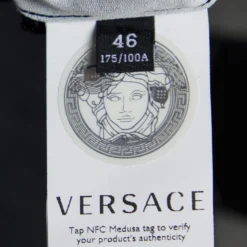 46
175/100A
VERSACE
Tap NFC Medusa tag to verify
your product's authenticity